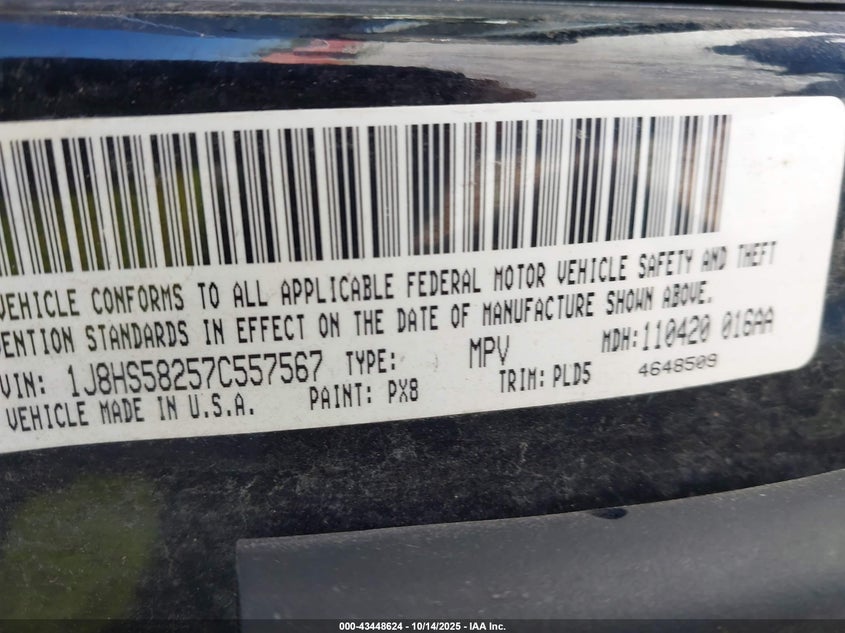 VEHICLE CONFORMS TO ALL APPLICABLE FEDERAL MOTOR VEHICLE SAFETY AND THEFT
VENTION STANDARDS IN EFFECT ON THE DATE OF MANUFACTURE SHOWN ABOVE.
VIN: 1J8HS58257C557567 TYPE: MPV MDH: 110420 016AA
VEHICLE MADE IN U.S.A. PAINT: PX8 TRIM: PLD5 4648509
000-43448624 - 10/14/2025 - IAA Inc.